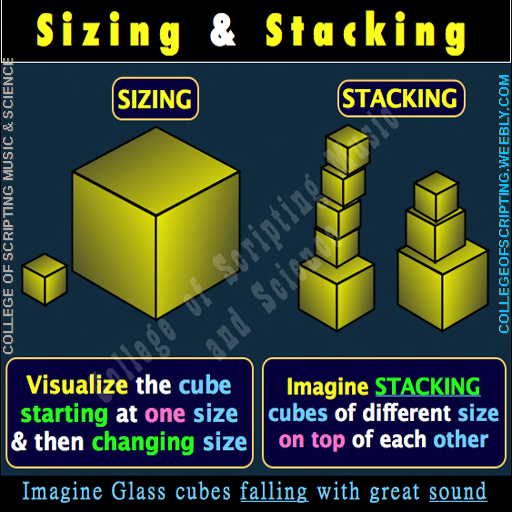 Sizing & Stacking
COLLEGE OF SCRIPTING MUSIC & SCIENCE
SIZING
STACKING
COLLEGEOFSCRIPTING.WEEBLY.COM
College of Scripting Music
and Science
Visualize the cube
starting at one size
& then changing size
Imagine STACKING
cubes of different size
on top of each other
Imagine Glass cubes falling with great sound